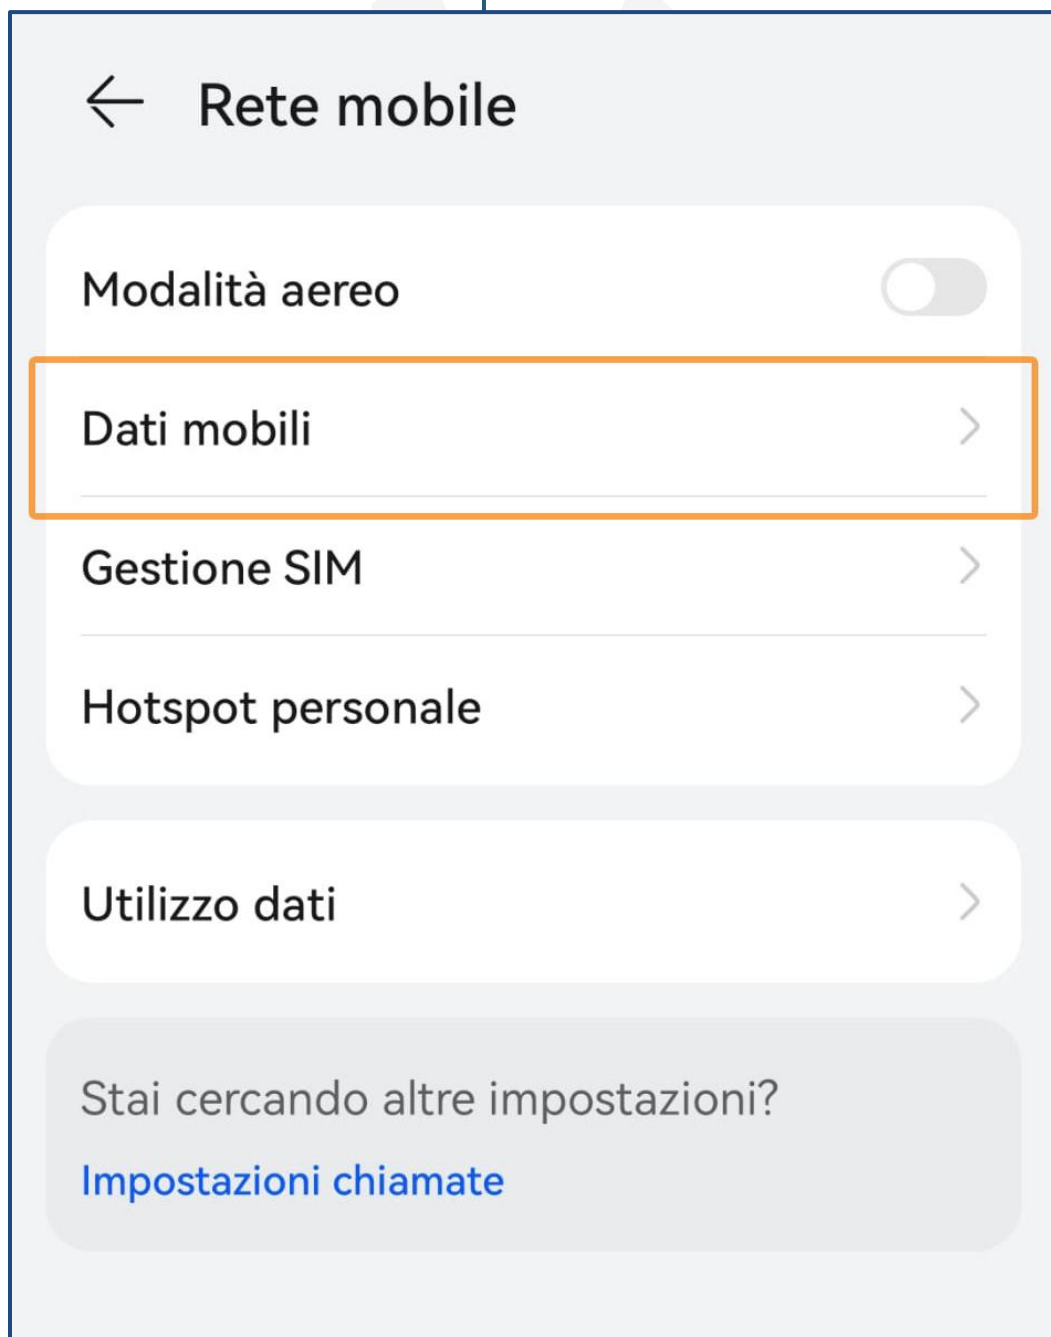 Rete mobile
Modalità aereo
Dati mobili
Gestione SIM
Hotspot personale
Utilizzo dati
Stai cercando altre impostazioni?
Impostazioni chiamate